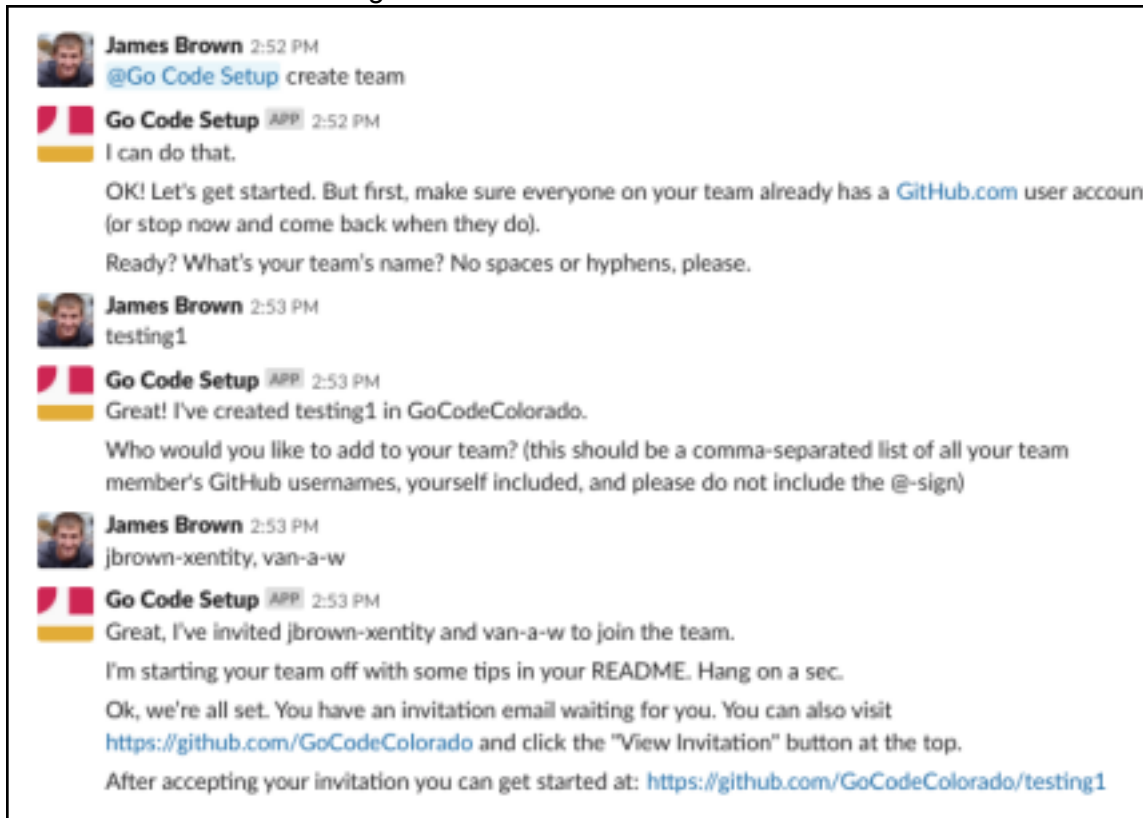 James Brown 2:52 PM
@Go Code Setup create team
Go Code Setup APP 2:52 PM
I can do that.
OK! Let's get started. But first, make sure everyone on your team already has a GitHub.com user accoun
(or stop now and come back when they do).
Ready? What's your team's name? No spaces or hyphens, please.
James Brown 2:53 PM
testing1
Go Code Setup APP 2:53 PM
Great! I've created testing1 in GoCodeColorado.
Who would you like to add to your team? (this should be a comma-separated list of all your team
member's GitHub usernames, yourself included, and please do not include the @-sign)
James Brown 2:53 PM
jbrown-xentity, van-a-w
Go Code Setup APP 2:53 PM
Great, I've invited jbrown-xentity and van-a-w to join the team.
I'm starting your team off with some tips in your README. Hang on a sec.
Ok, we're all set. You have an invitation email waiting for you. You can also visit
https://github.com/GoCodeColorado and click the "View Invitation" button at the top.
After accepting your invitation you can get started at: https://github.com/GoCodeColorado/testing1